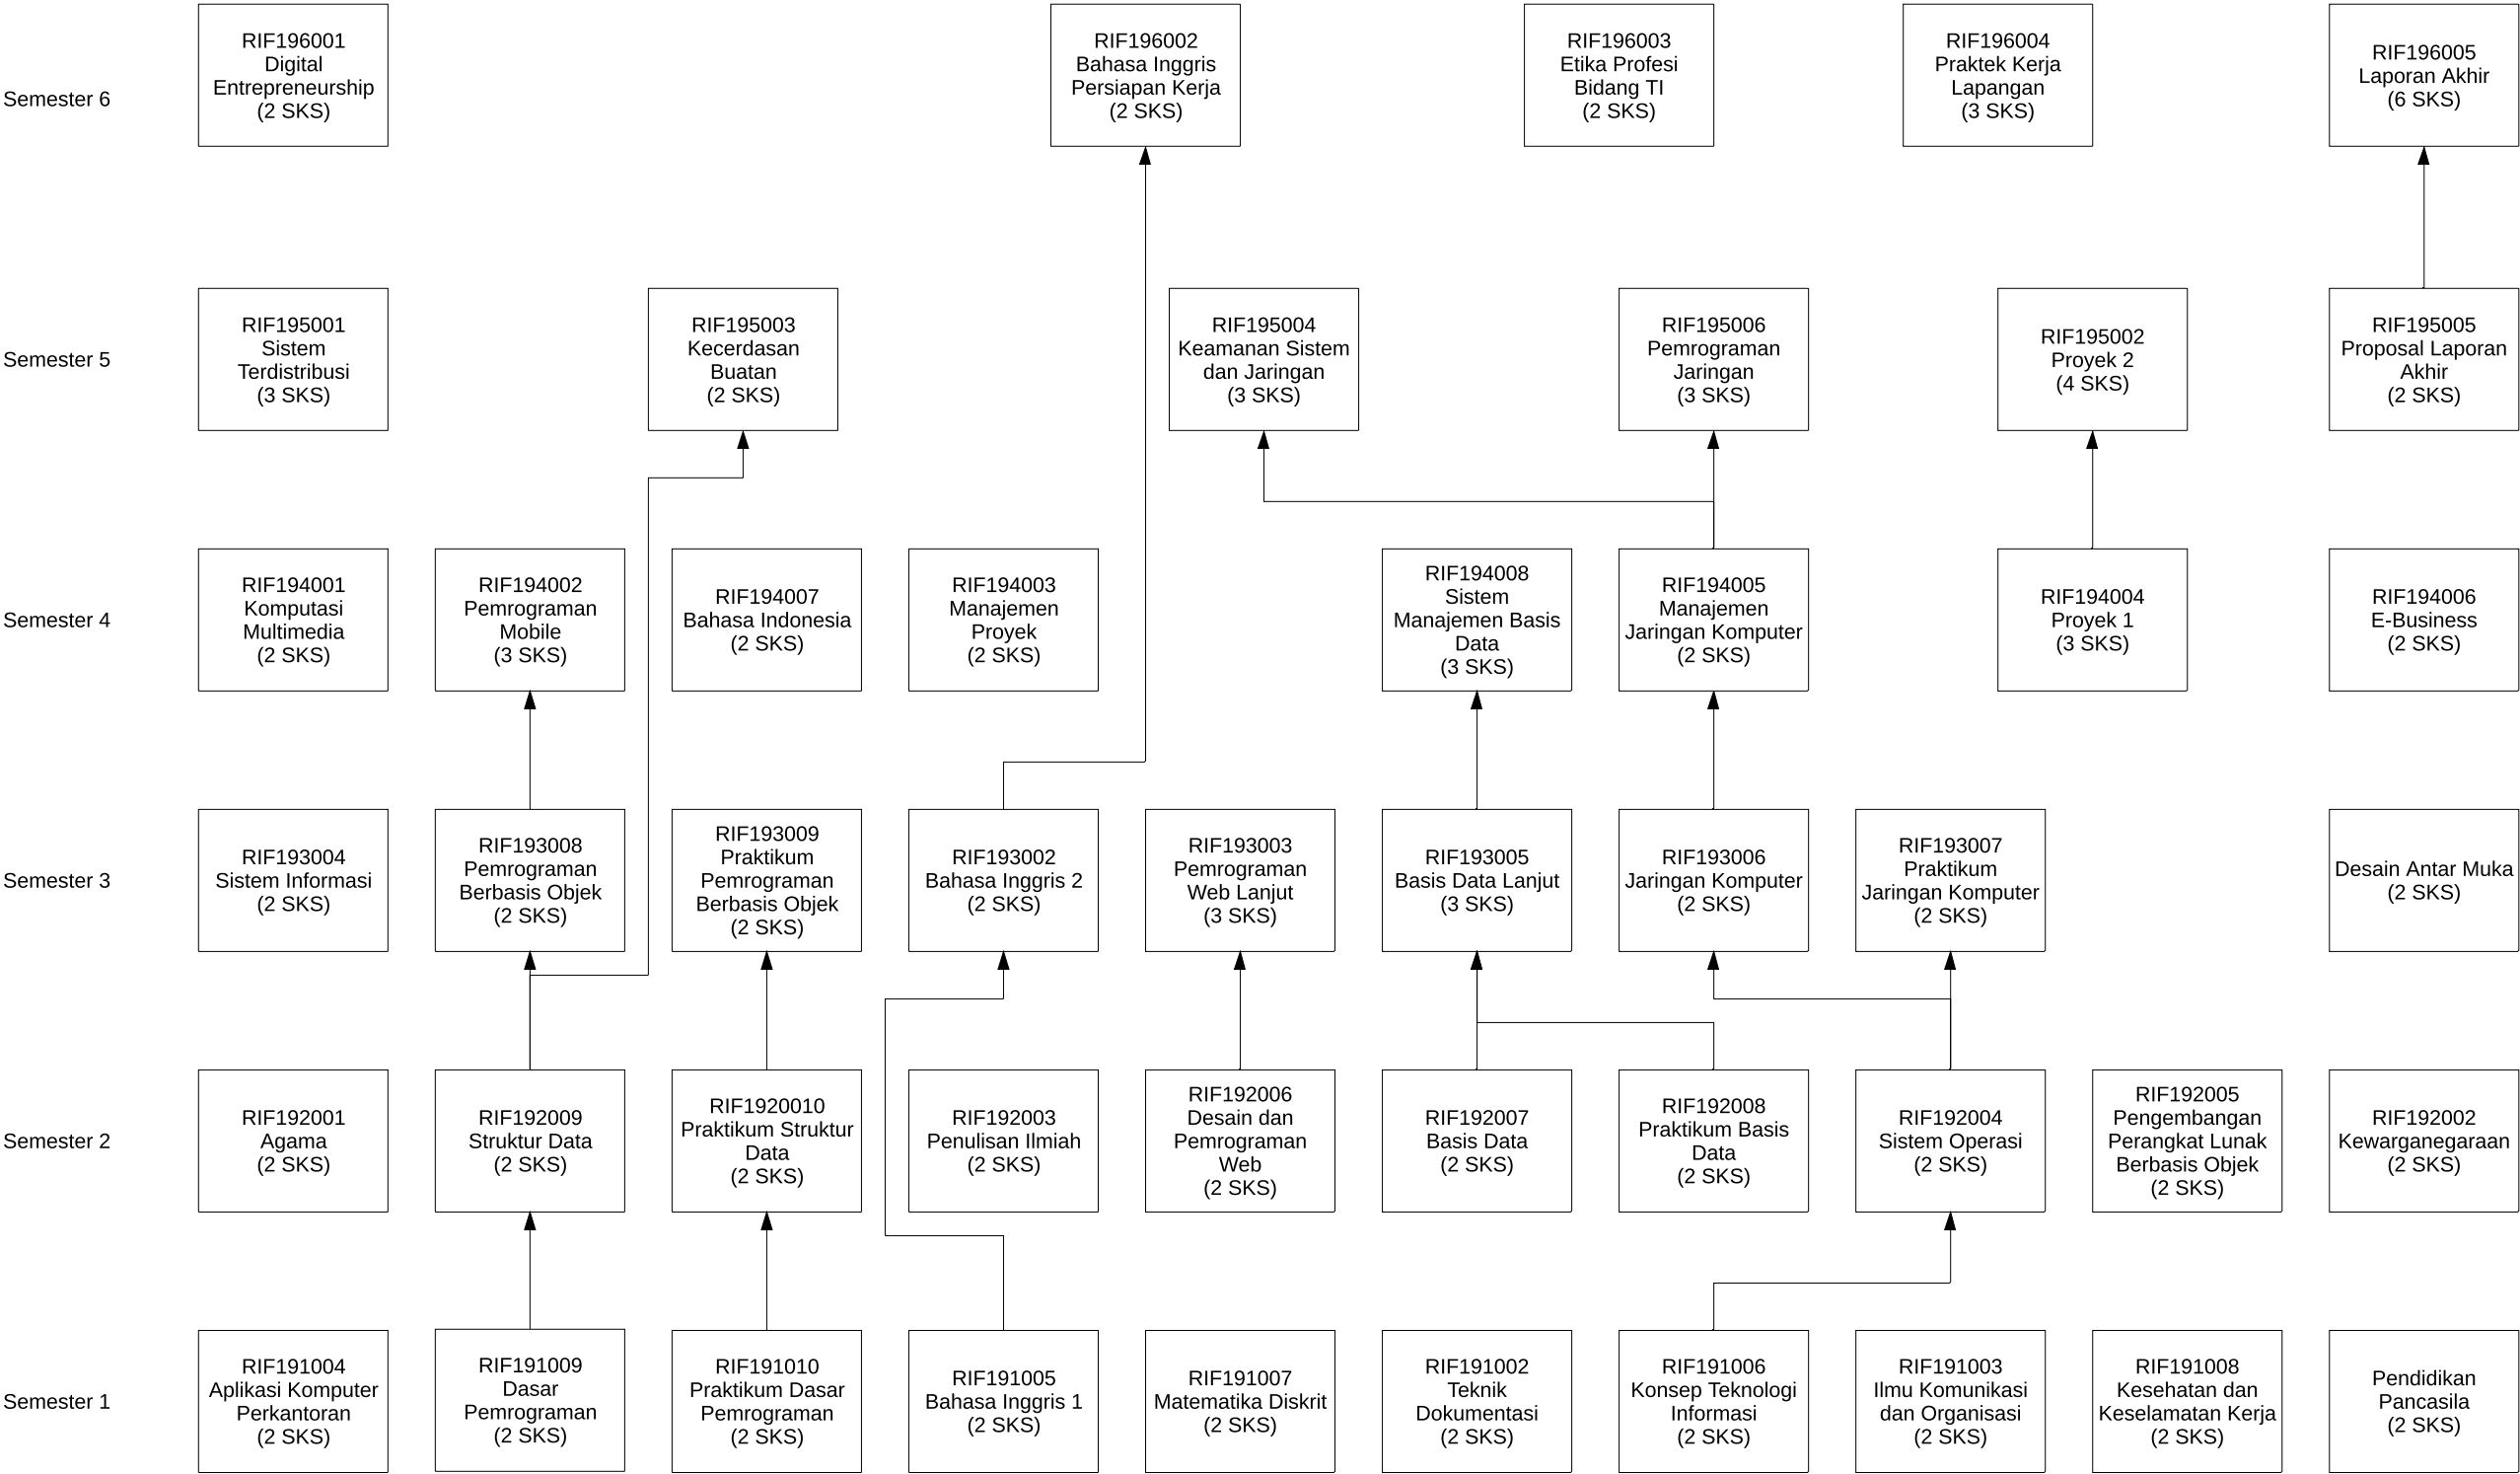 Semester 6
RIF196001
Digital
Entrepreneurship
(2 SKS)
RIF196002
Bahasa Inggris
Persiapan Kerja
(2 SKS)
RIF196003
Etika Profesi
Bidang TI
(2 SKS)
RIF196004
Praktek Kerja
Lapangan
(3 SKS)
RIF196005
Laporan Akhir
(6 SKS)
Semester 5
RIF195001
Sistem
Terdistribusi
(3 SKS)
RIF195003
Kecerdasan
Buatan
(2 SKS)
RIF195004
Keamanan Sistem
dan Jaringan
(3 SKS)
RIF195006
Pemrograman
Jaringan
(3 SKS)
RIF195002
Proyek 2
(4 SKS)
RIF195005
Proposal Laporan
Akhir
(2 SKS)
Semester 4
RIF194001
Komputasi
Multimedia
(2 SKS)
RIF194002
Pemrograman
Mobile
(3 SKS)
RIF194007
Bahasa Indonesia
(2 SKS)
RIF194003
Manajemen
Proyek
(2 SKS)
RIF194008
Sistem
Manajemen Basis
Data
(3 SKS)
RIF194005
Manajemen
Jaringan Komputer
(2 SKS)
RIF194004
Proyek 1
(3 SKS)
RIF194006
E-Business
(2 SKS)
Semester 3
RIF193004
Sistem Informasi
(2 SKS)
RIF193008
Pemrograman
Berbasis Objek
(2 SKS)
RIF193009
Praktikum
Pemrograman
Berbasis Objek
(2 SKS)
RIF193002
Bahasa Inggris 2
(2 SKS)
RIF193003
Pemrograman
Web Lanjut
(3 SKS)
RIF193005
Basis Data Lanjut
(3 SKS)
RIF193006
Jaringan Komputer
(2 SKS)
RIF193007
Praktikum
Jaringan Komputer
(2 SKS)
Desain Antar Muka
(2 SKS)
Semester 2
RIF192001
Agama
(2 SKS)
RIF192009
Struktur Data
(2 SKS)
RIF1920010
Praktikum Struktur
Data
(2 SKS)
RIF192003
Penulisan Ilmiah
(2 SKS)
RIF192006
Desain dan
Pemrograman
Web
(2 SKS)
RIF192007
Basis Data
(2 SKS)
RIF192008
Praktikum Basis
Data
(2 SKS)
RIF192004
Sistem Operasi
(2 SKS)
RIF192005
Pengembangan
Perangkat Lunak
Berbasis Objek
(2 SKS)
RIF192002
Kewarganegaraan
(2 SKS)
Semester 1
RIF191004
Aplikasi Komputer
Perkantoran
(2 SKS)
RIF191009
Dasar
Pemrograman
(2 SKS)
RIF191010
Praktikum Dasar
Pemrograman
(2 SKS)
RIF191005
Bahasa Inggris 1
(2 SKS)
RIF191007
Matematika Diskrit
(2 SKS)
RIF191002
Teknik
Dokumentasi
(2 SKS)
RIF191006
Konsep Teknologi
Informasi
(2 SKS)
RIF191003
Ilmu Komunikasi
dan Organisasi
(2 SKS)
RIF191008
Kesehatan dan
Keselamatan Kerja
(2 SKS)
Pendidikan
Pancasila
(2 SKS)